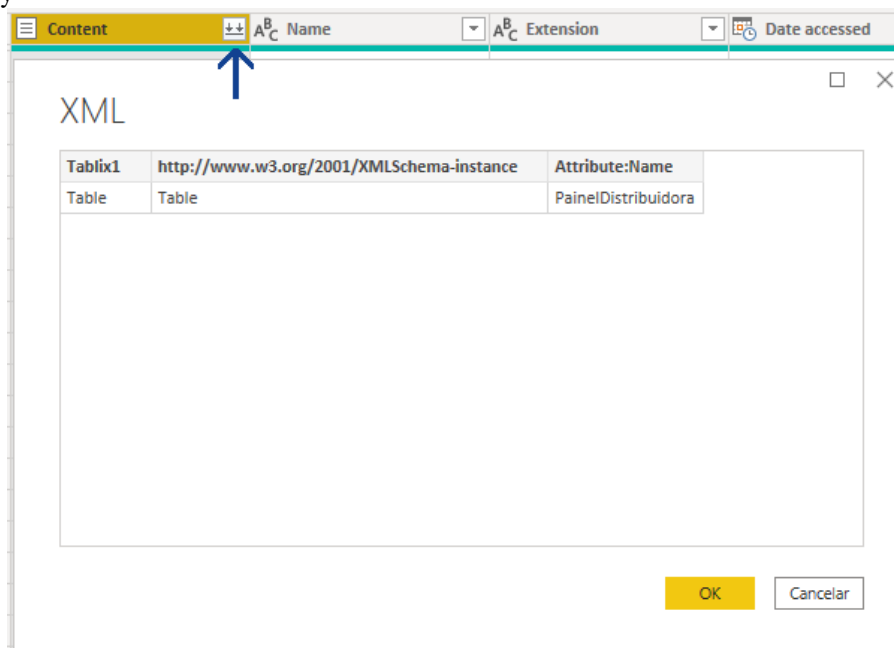 Content Name Extension Date accessed
XML
Tablix1 http://www.w3.org/2001/XMLSchema-instance Attribute:Name
Table Table PainelDistribuidora
OK Cancelar